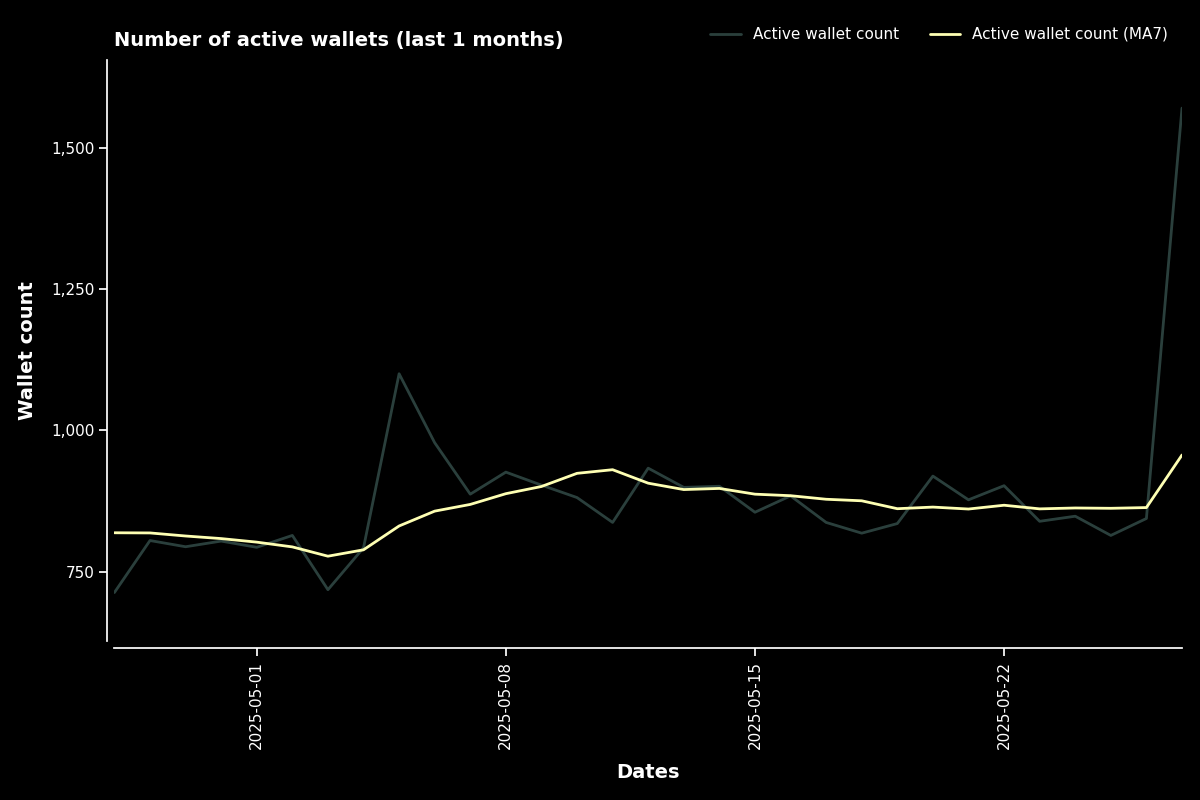 Number of active wallets (last 1 months)
Active wallet count
Active wallet count (MA7)
1,500
1,250
1,000
750
Wallet count
2025-05-01
2025-05-08
2025-05-15
2025-05-22
Dates